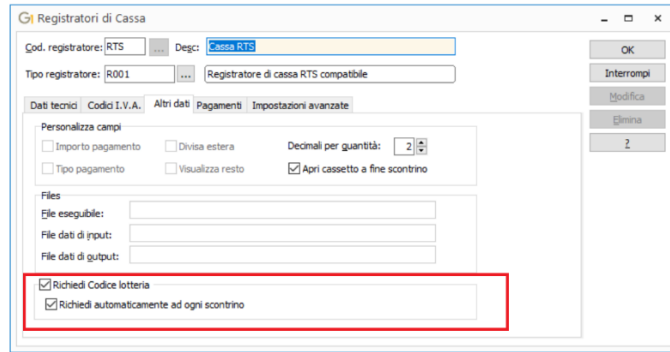 G1 Registratori di Cassa
Cod. registratore: RTS ... Desc: Cassa RTS
OK
Tipo registratore: R001 ... Registratore di cassa RTS compatibile
Interrompi
Dati tecnici Codici I.V.A. Altri dati Pagamenti Impostazioni avanzate
Modifica
Personalizza campi
Elimina
Importo pagamento Divisa estera Decimali per quantità: 2
?
Tipo pagamento Visualizza resto Apri cassetto a fine scontrino
Files
File eseguibile:
File dati di input:
File dati di output:
Richiedi Codice lotteria
Richiedi automaticamente ad ogni scontrino